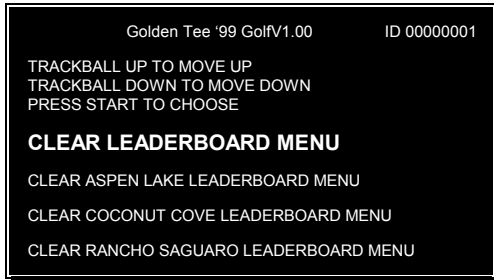 Golden Tee ‘99 GolfV1.00 ID 00000001
TRACKBALL UP TO MOVE UP
TRACKBALL DOWN TO MOVE DOWN
PRESS START TO CHOOSE
CLEAR LEADERBOARD MENU
CLEAR ASPEN LAKE LEADERBOARD MENU
CLEAR COCONUT COVE LEADERBOARD MENU
CLEAR RANCHO SAGUARO LEADERBOARD MENU